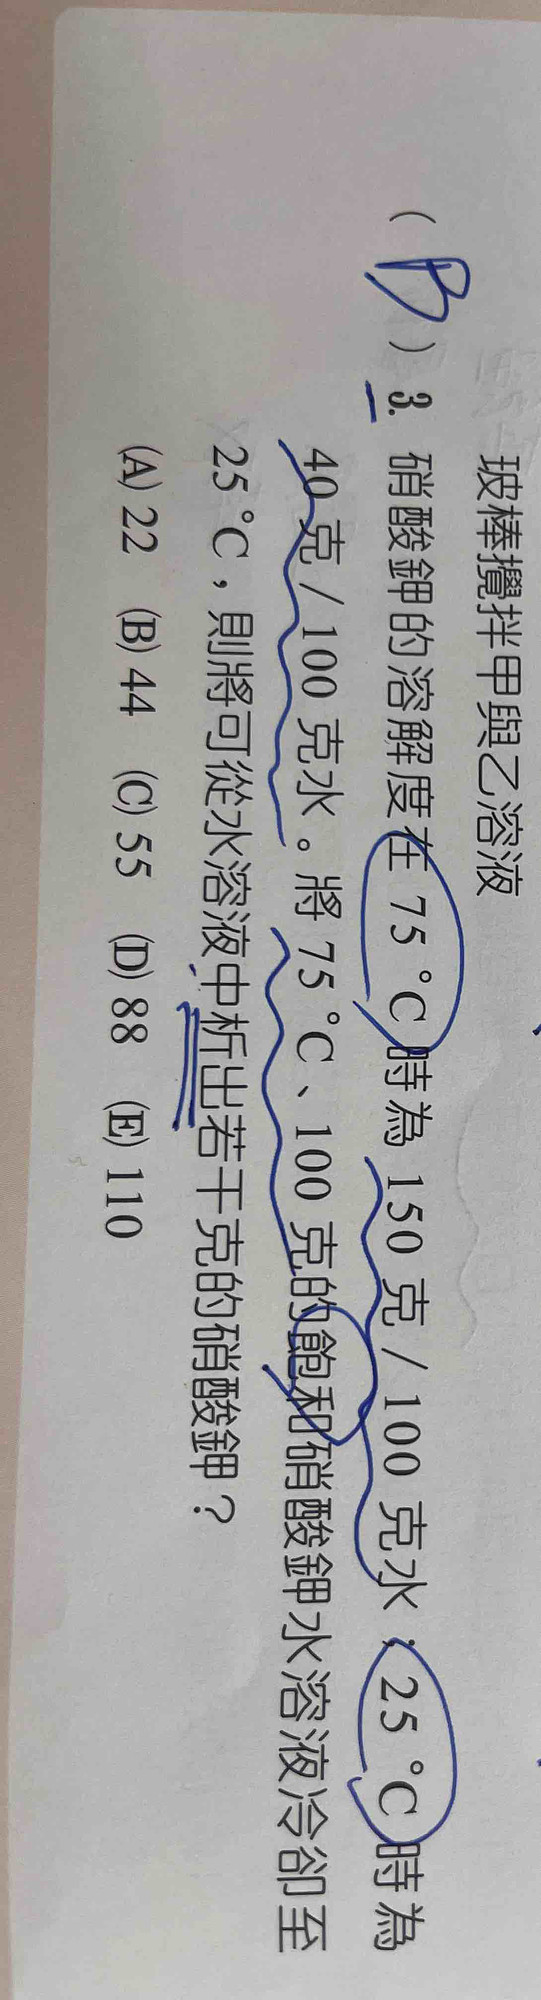 玻棒攪拌甲與乙溶液
( B ) 3. 硝酸鉀的溶解度在 75 °C 時為 150 克 / 100 克水；25 °C 時為
40 克 / 100 克水。將 75 °C、100 克的飽和硝酸鉀水溶液冷卻至
25 °C，則將可從水溶液中析出若干克的硝酸鉀？
(A) 22 (B) 44 (C) 55 (D) 88 (E) 110